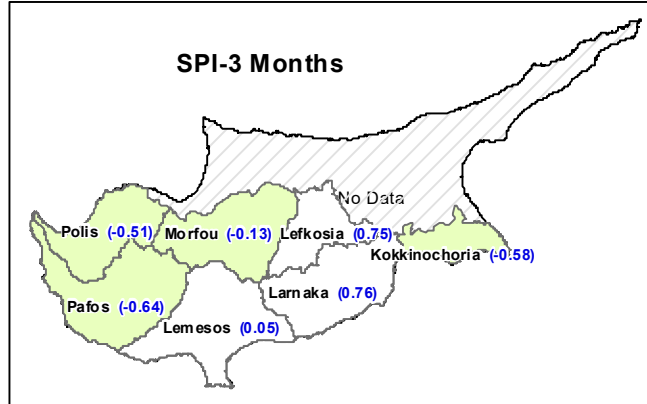 SPI-3 Months
No Data
Polis (-0.51)
Morfou (-0.13)
Lefkosia (0.75)
Kokkinochoria (-0.58)
Pafos (-0.64)
Larnaka (0.76)
Lemesos (0.05)